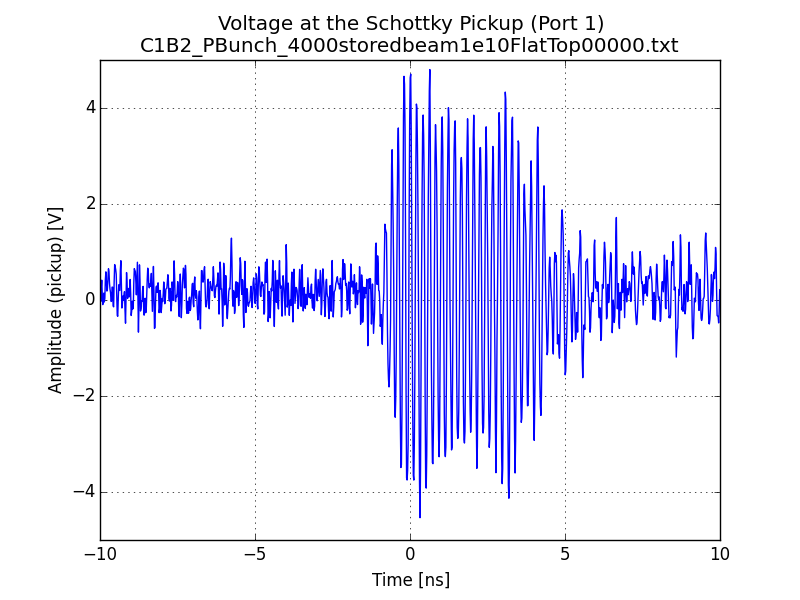 Voltage at the Schottky Pickup (Port 1)
C1B2_PBunch_4000storedbeam1e10FlatTop00000.txt
Amplitude (pickup) [V]
4
2
0
−2
−4
−10
−5
0
5
10
Time [ns]